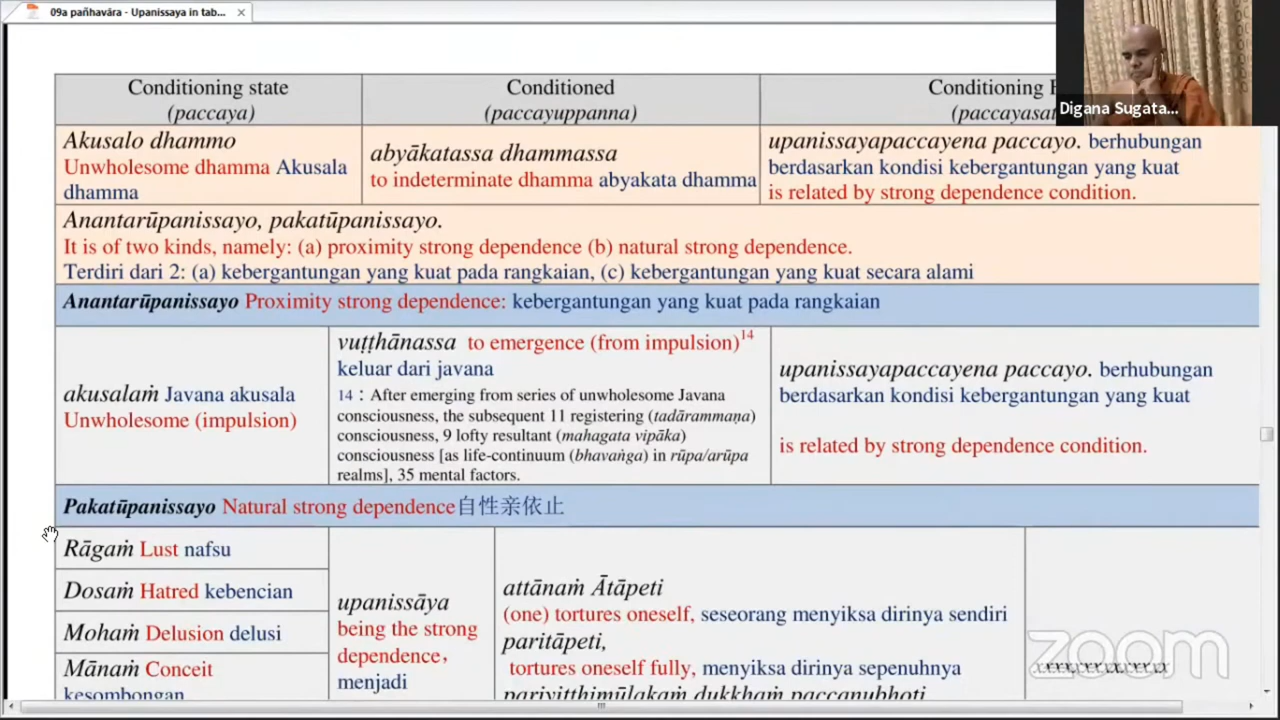 09a pañhavára - Upanissaya in tab... ×
Conditioning state
(paccaya)
Conditioned
(paccayuppanna)
Conditioning
(paccayasat
Digana Sugata...
Akusalo dhammo
Unwholesome dhamma Akusala
dhamma
abyākatassa dhammassa
to indeterminate dhamma abyakata dhamma
upanissayapaccayena paccayo. berhubungan
berdasarkan kondisi kebergantungan yang kuat
is related by strong dependence condition.
Anantarūpanissayo, pakatūpanissayo.
It is of two kinds, namely: (a) proximity strong dependence (b) natural strong dependence.
Terdiri dari 2: (a) kebergantungan yang kuat pada rangkaian, (c) kebergantungan yang kuat secara alami
Anantarūpanissayo Proximity strong dependence: kebergantungan yang kuat pada rangkaian
akusalaṁ Javana akusala
Unwholesome (impulsion)
vuṭṭhānassa to emergence (from impulsion)14
keluar dari javana
14：After emerging from series of unwholesome Javana
consciousness, the subsequent 11 registering (tadārammaṇa)
consciousness, 9 lofty resultant (mahagata vipāka)
consciousness [as life-continuum (bhavaṅga) in rūpa/arūpa
realms], 35 mental factors.
upanissayapaccayena paccayo. berhubungan
berdasarkan kondisi kebergantungan yang kuat
is related by strong dependence condition.
Pakatūpanissayo Natural strong dependence自性亲依止
Rāgaṁ Lust nafsu
Dosaṁ Hatred kebencian
Mohaṁ Delusion delusi
Mānaṁ Conceit
kesombongan
upanissāya
being the strong
dependence，
menjadi
attānaṁ Ātāpeti
(one) tortures oneself, seseorang menyiksa dirinya sendiri
paritāpeti,
tortures oneself fully, menyiksa dirinya sepenuhnya
pariyitthimūlakaṁ dukkhaṁ paccanubhoti
zoom